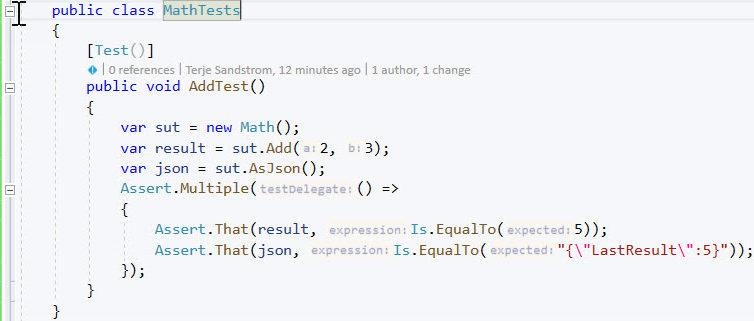 public class MathTests
{
[Test()]
0 references | Terje Sandstrom, 12 minutes ago | 1 author, 1 change
public void AddTest()
{
var sut = new Math();
var result = sut.Add(a:2, b:3);
var json = sut.AsJson();
Assert.Multiple(testDelegate:() =>
{
Assert.That(result, expression:Is.EqualTo(expected:5));
Assert.That(json, expression:Is.EqualTo(expected:"{\"LastResult\":5}"));
});
}
}